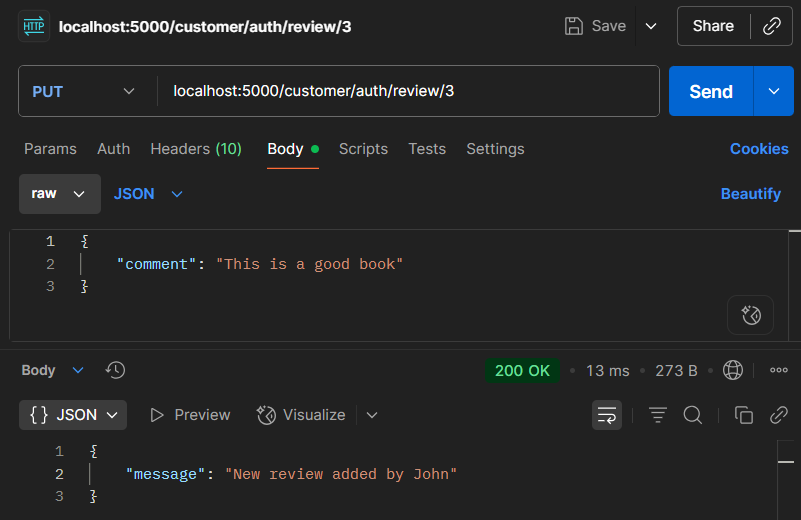 HTTP localhost:5000/customer/auth/review/3 Save Share
PUT localhost:5000/customer/auth/review/3 Send
Params Auth Headers (10) Body Scripts Tests Settings Cookies
raw JSON Beautify
1 {
2 "comment": "This is a good book"
3 }
Body 200 OK 13 ms 273 B
{} JSON Preview Visualize
1 {
2 "message": "New review added by John"
3 }